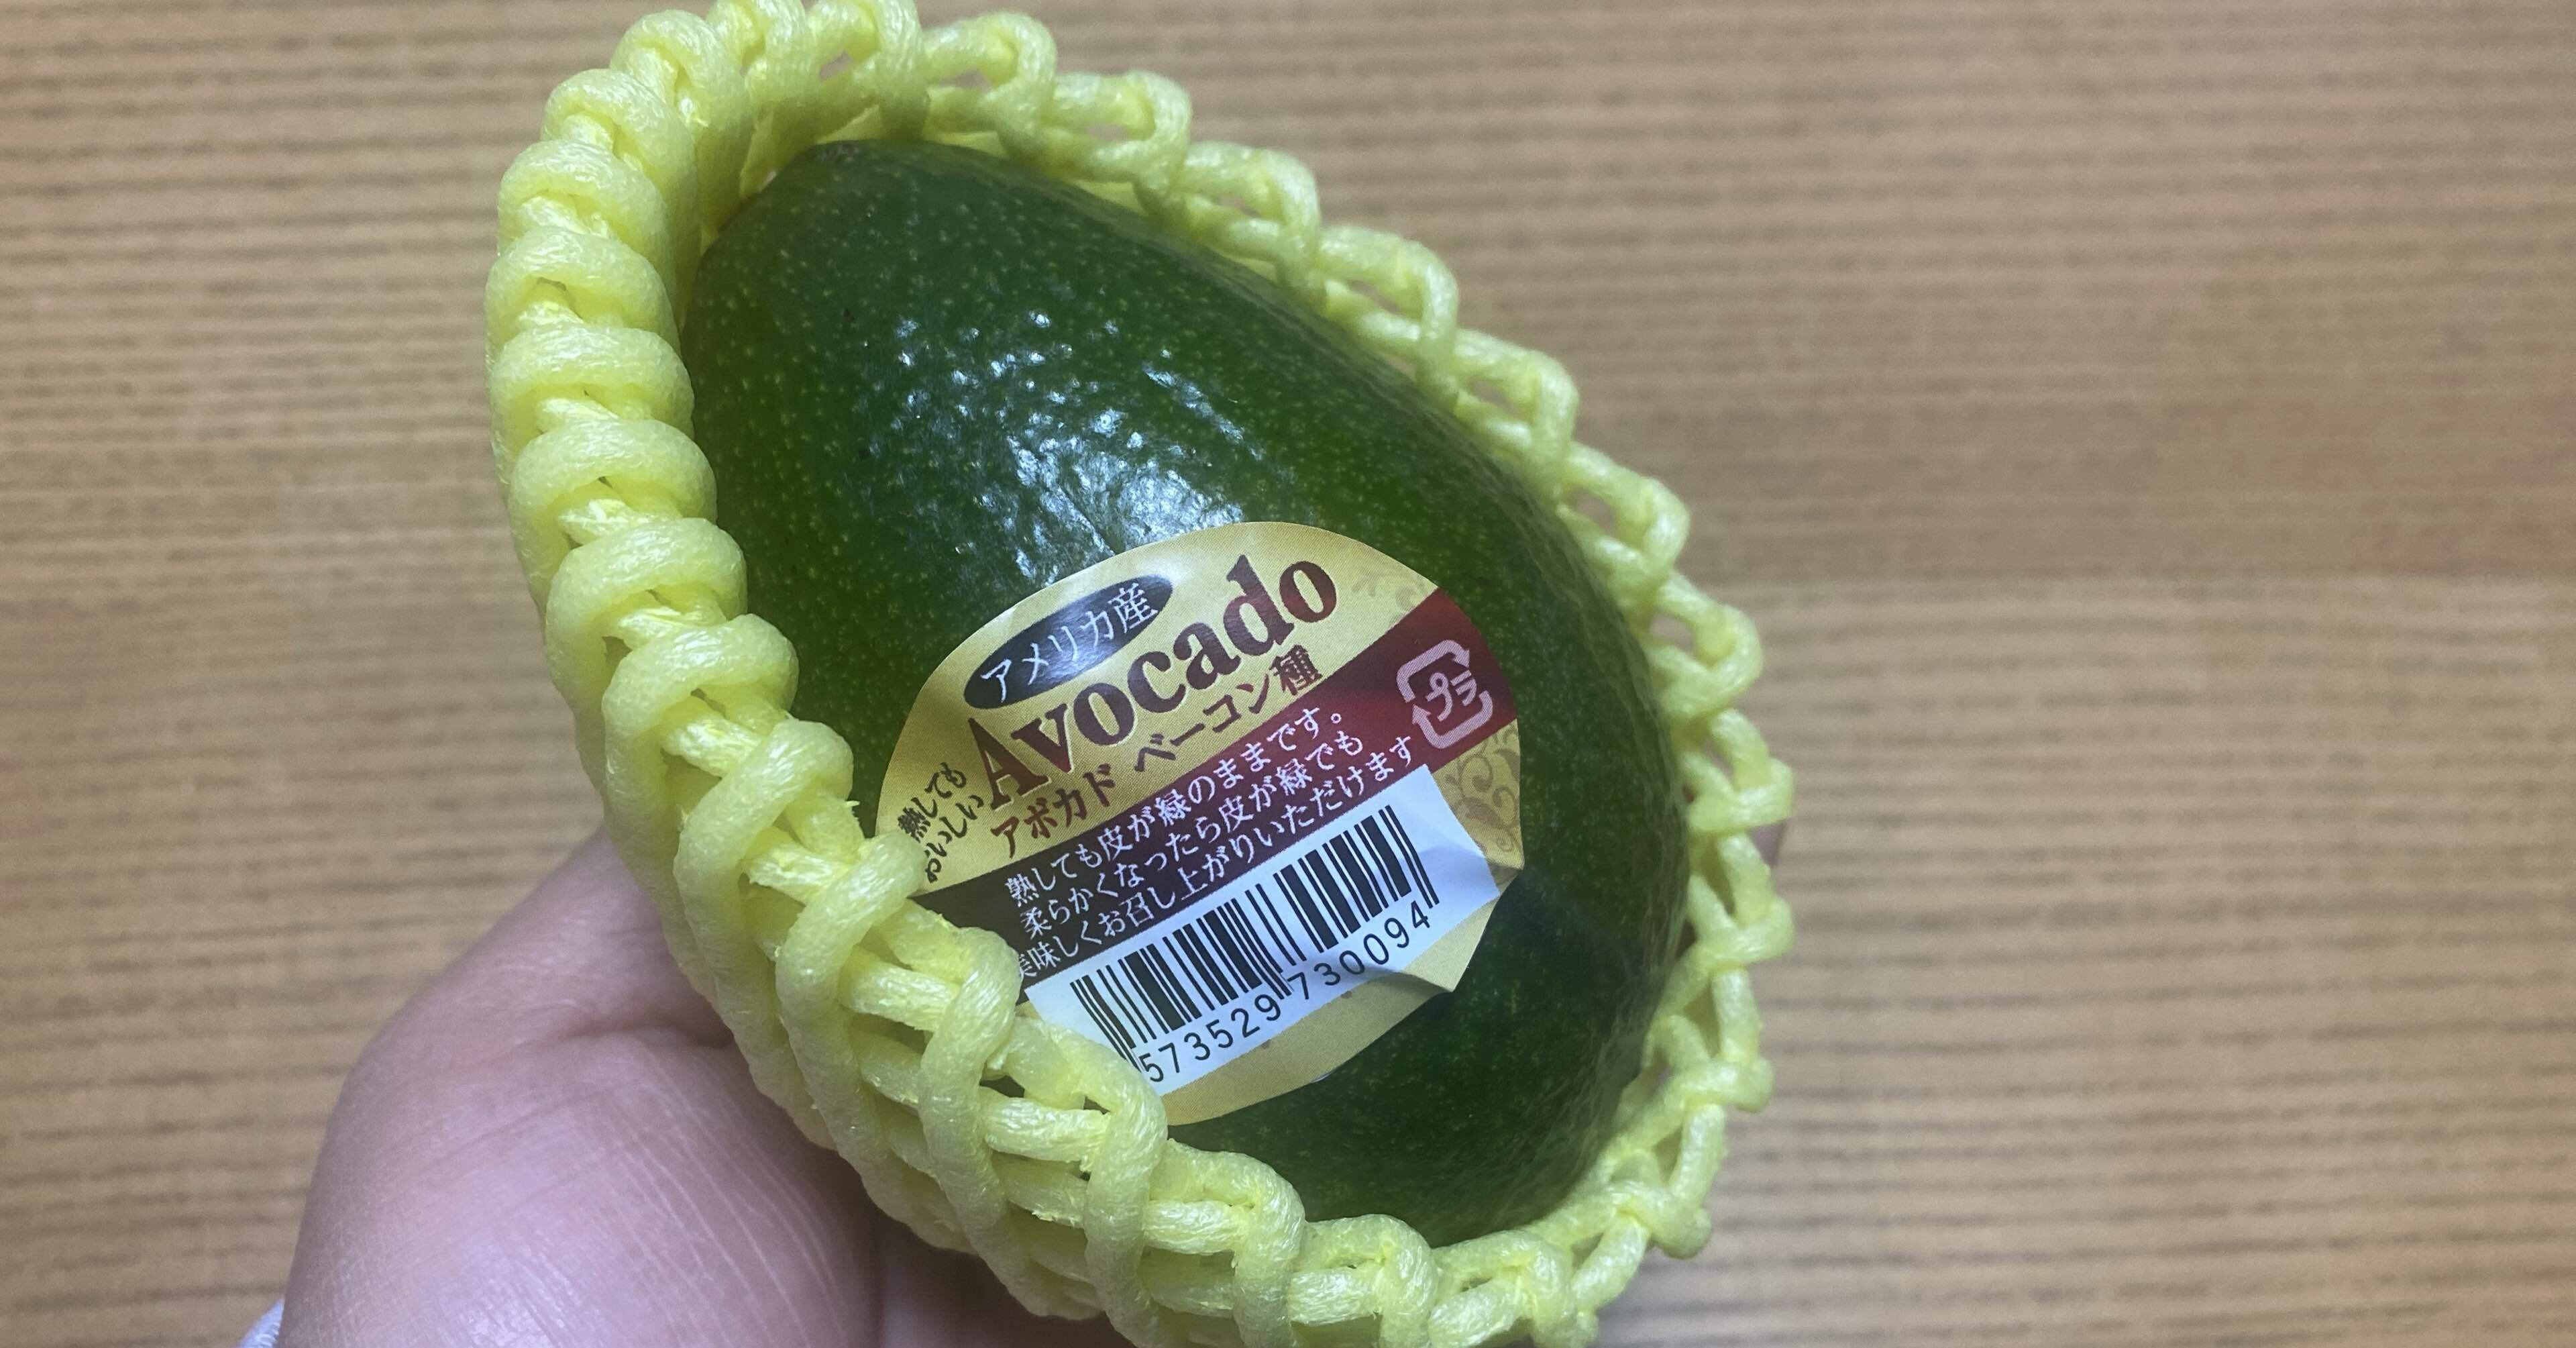 アメリカ産
Avocado
熟しても
おいしい
アボカド ベーコン種
プラ
熟しても皮が緑のままです。
柔らかくなったら皮が緑でも
美味しくお召し上がりいただけます
573529 730094